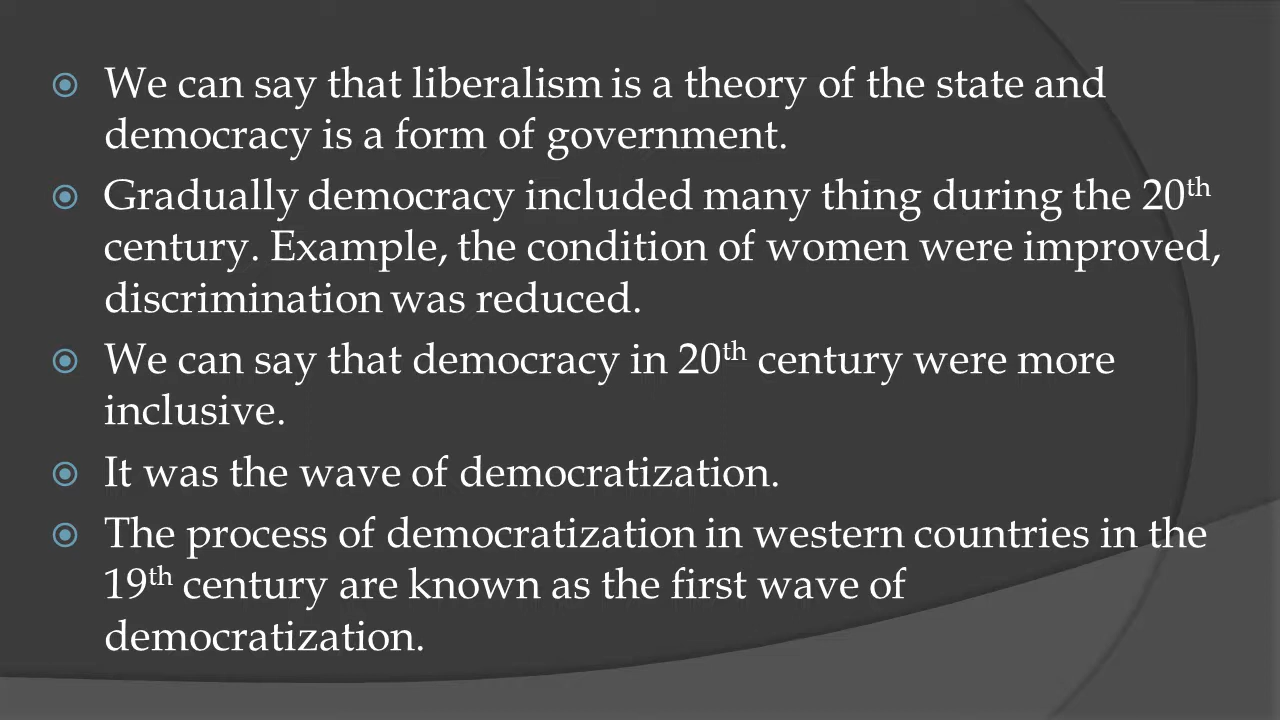 We can say that liberalism is a theory of the state and
democracy is a form of government.
Gradually democracy included many thing during the 20th
century. Example, the condition of women were improved,
discrimination was reduced.
We can say that democracy in 20th century were more
inclusive.
It was the wave of democratization.
The process of democratization in western countries in the
19th century are known as the first wave of
democratization.